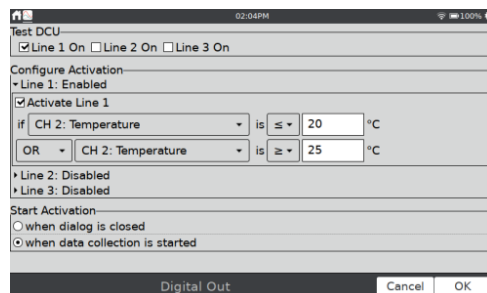 02:04PM 100%
Test DCU
Line 1 On Line 2 On Line 3 On
Configure Activation
Line 1: Enabled
Activate Line 1
if CH 2: Temperature is ≤ 20 °C
OR CH 2: Temperature is ≥ 25 °C
Line 2: Disabled
Line 3: Disabled
Start Activation
when dialog is closed
when data collection is started
Digital Out Cancel OK